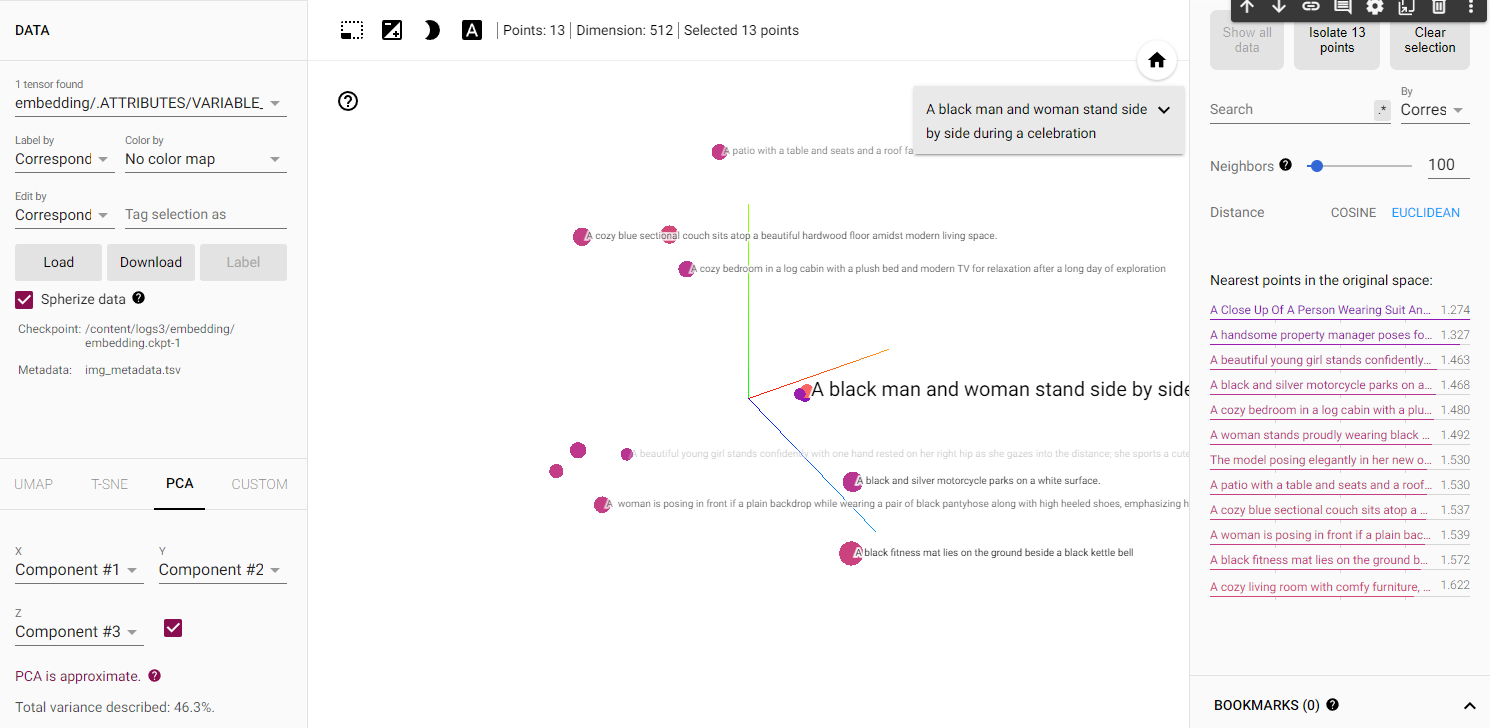 DATA
1 tensor found
embedding/.ATTRIBUTES/VARIABLE_
Label by
Correspond
Color by
No color map
Edit by
Correspond
Tag selection as
Load
Download
Label
Spherize data
Checkpoint: /content/logs3/embedding/
embedding.ckpt-1
Metadata: img_metadata.tsv
UMAP
T-SNE
PCA
CUSTOM
X
Component #1
Y
Component #2
Z
Component #3
PCA is approximate.
Total variance described: 46.3%.
A
Points: 13
Dimension: 512
Selected 13 points
A black man and woman stand side
by side during a celebration
A patio with a table and seats and a roof fa
A cozy blue sectional couch sits atop a beautiful hardwood floor amidst modern living space.
A cozy bedroom in a log cabin with a plush bed and modern TV for relaxation after a long day of exploration
A black man and woman stand side by side
A beautiful young girl stands confidently with one hand rested on her right hip as she gazes into the distance; she sports a cute
A black and silver motorcycle parks on a white surface.
A woman is posing in front if a plain backdrop while wearing a pair of black pantyhose along with high heeled shoes, emphasizing h
A black fitness mat lies on the ground beside a black kettle bell
Show all
data
Isolate 13
points
Clear
selection
Search
.*
By
Corres
Neighbors
100
Distance
COSINE
EUCLIDEAN
Nearest points in the original space:
A Close Up Of A Person Wearing Suit An... 1.274
A handsome property manager poses fo... 1.327
A beautiful young girl stands confidently... 1.463
A black and silver motorcycle parks on a... 1.468
A cozy bedroom in a log cabin with a plu... 1.480
A woman stands proudly wearing black ... 1.492
The model posing elegantly in her new o... 1.530
A patio with a table and seats and a roof... 1.530
A cozy blue sectional couch sits atop a ... 1.537
A woman is posing in front if a plain bac... 1.539
A black fitness mat lies on the ground b... 1.572
A cozy living room with comfy furniture, ... 1.622
BOOKMARKS (0)